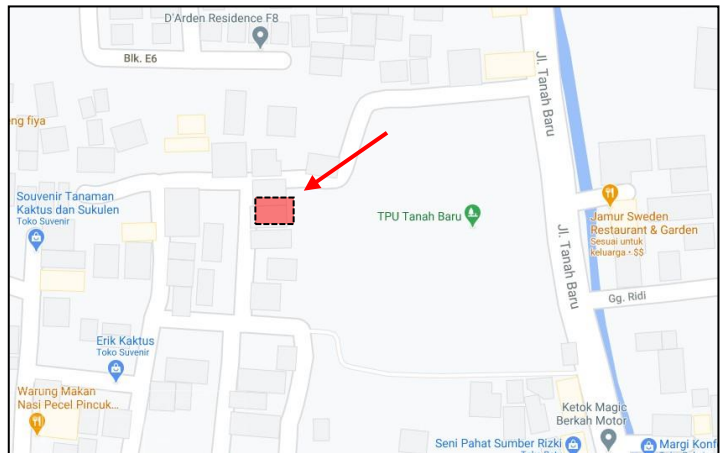 D'Arden Residence F8
Blk. E6
Jl. Tanah Baru
ng fiya
Souvenir Tanaman
Kaktus dan Sukulen
Toko Suvenir
TPU Tanah Baru
Jamur Sweden
Restaurant & Garden
Sesuai untuk
keluarga • $$
Jl. Tanah Baru
Gg. Ridi
Erik Kaktus
Toko Suvenir
Warung Makan
Nasi Pecel Pincuk...
Ketok Magic
Berkah Motor
Seni Pahat Sumber Rizki
Margi Konf